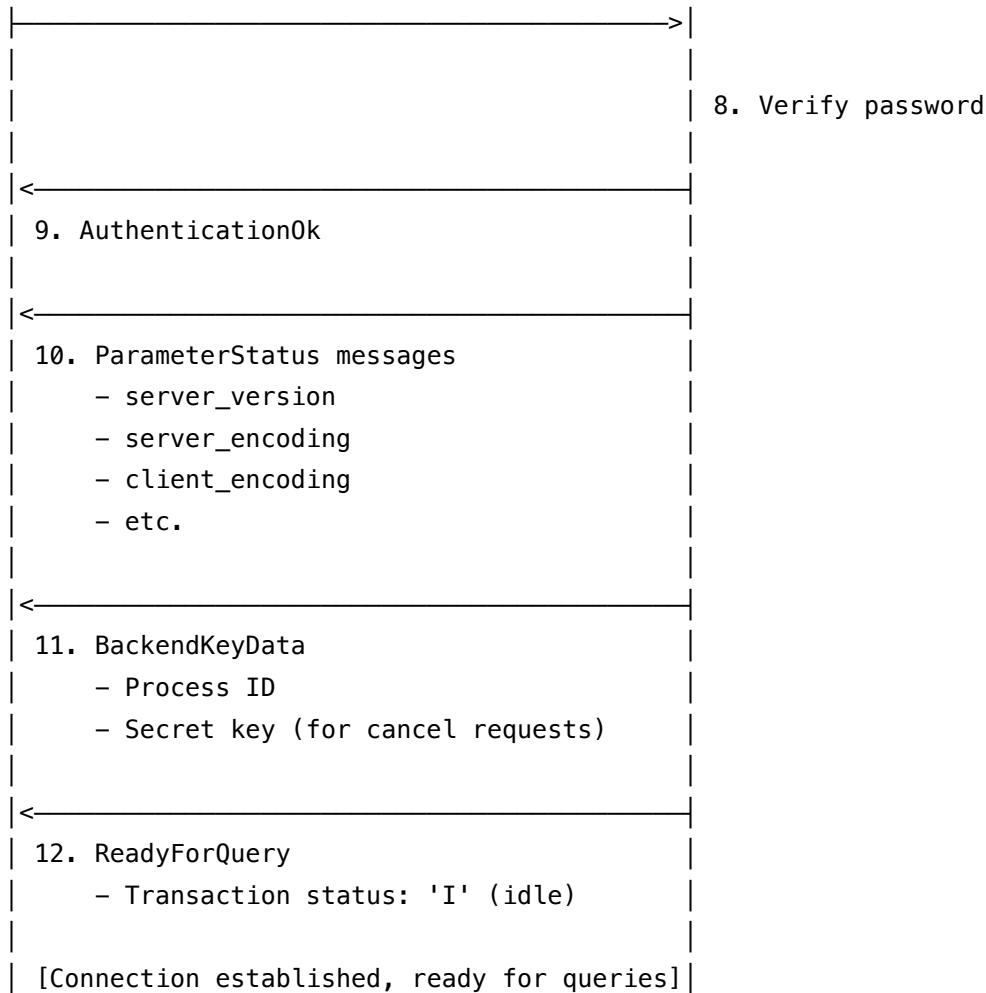 8. Verify password
9. AuthenticationOk
10. ParameterStatus messages
- server_version
- server_encoding
- client_encoding
- etc.
11. BackendKeyData
- Process ID
- Secret key (for cancel requests)
12. ReadyForQuery
- Transaction status: 'I' (idle)
[Connection established, ready for queries]